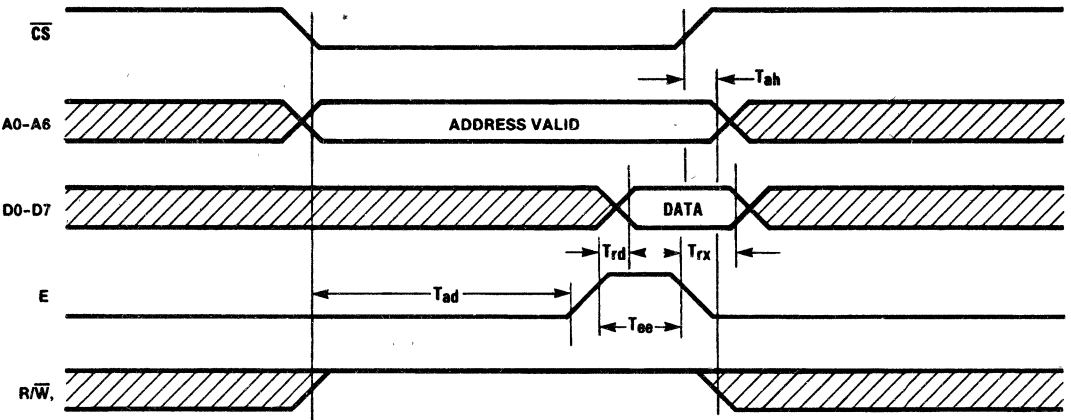 CS
Tah
A0-A6
ADDRESS VALID
D0-D7
DATA
Trd
Trx
E
Tad
Tee
R/W,